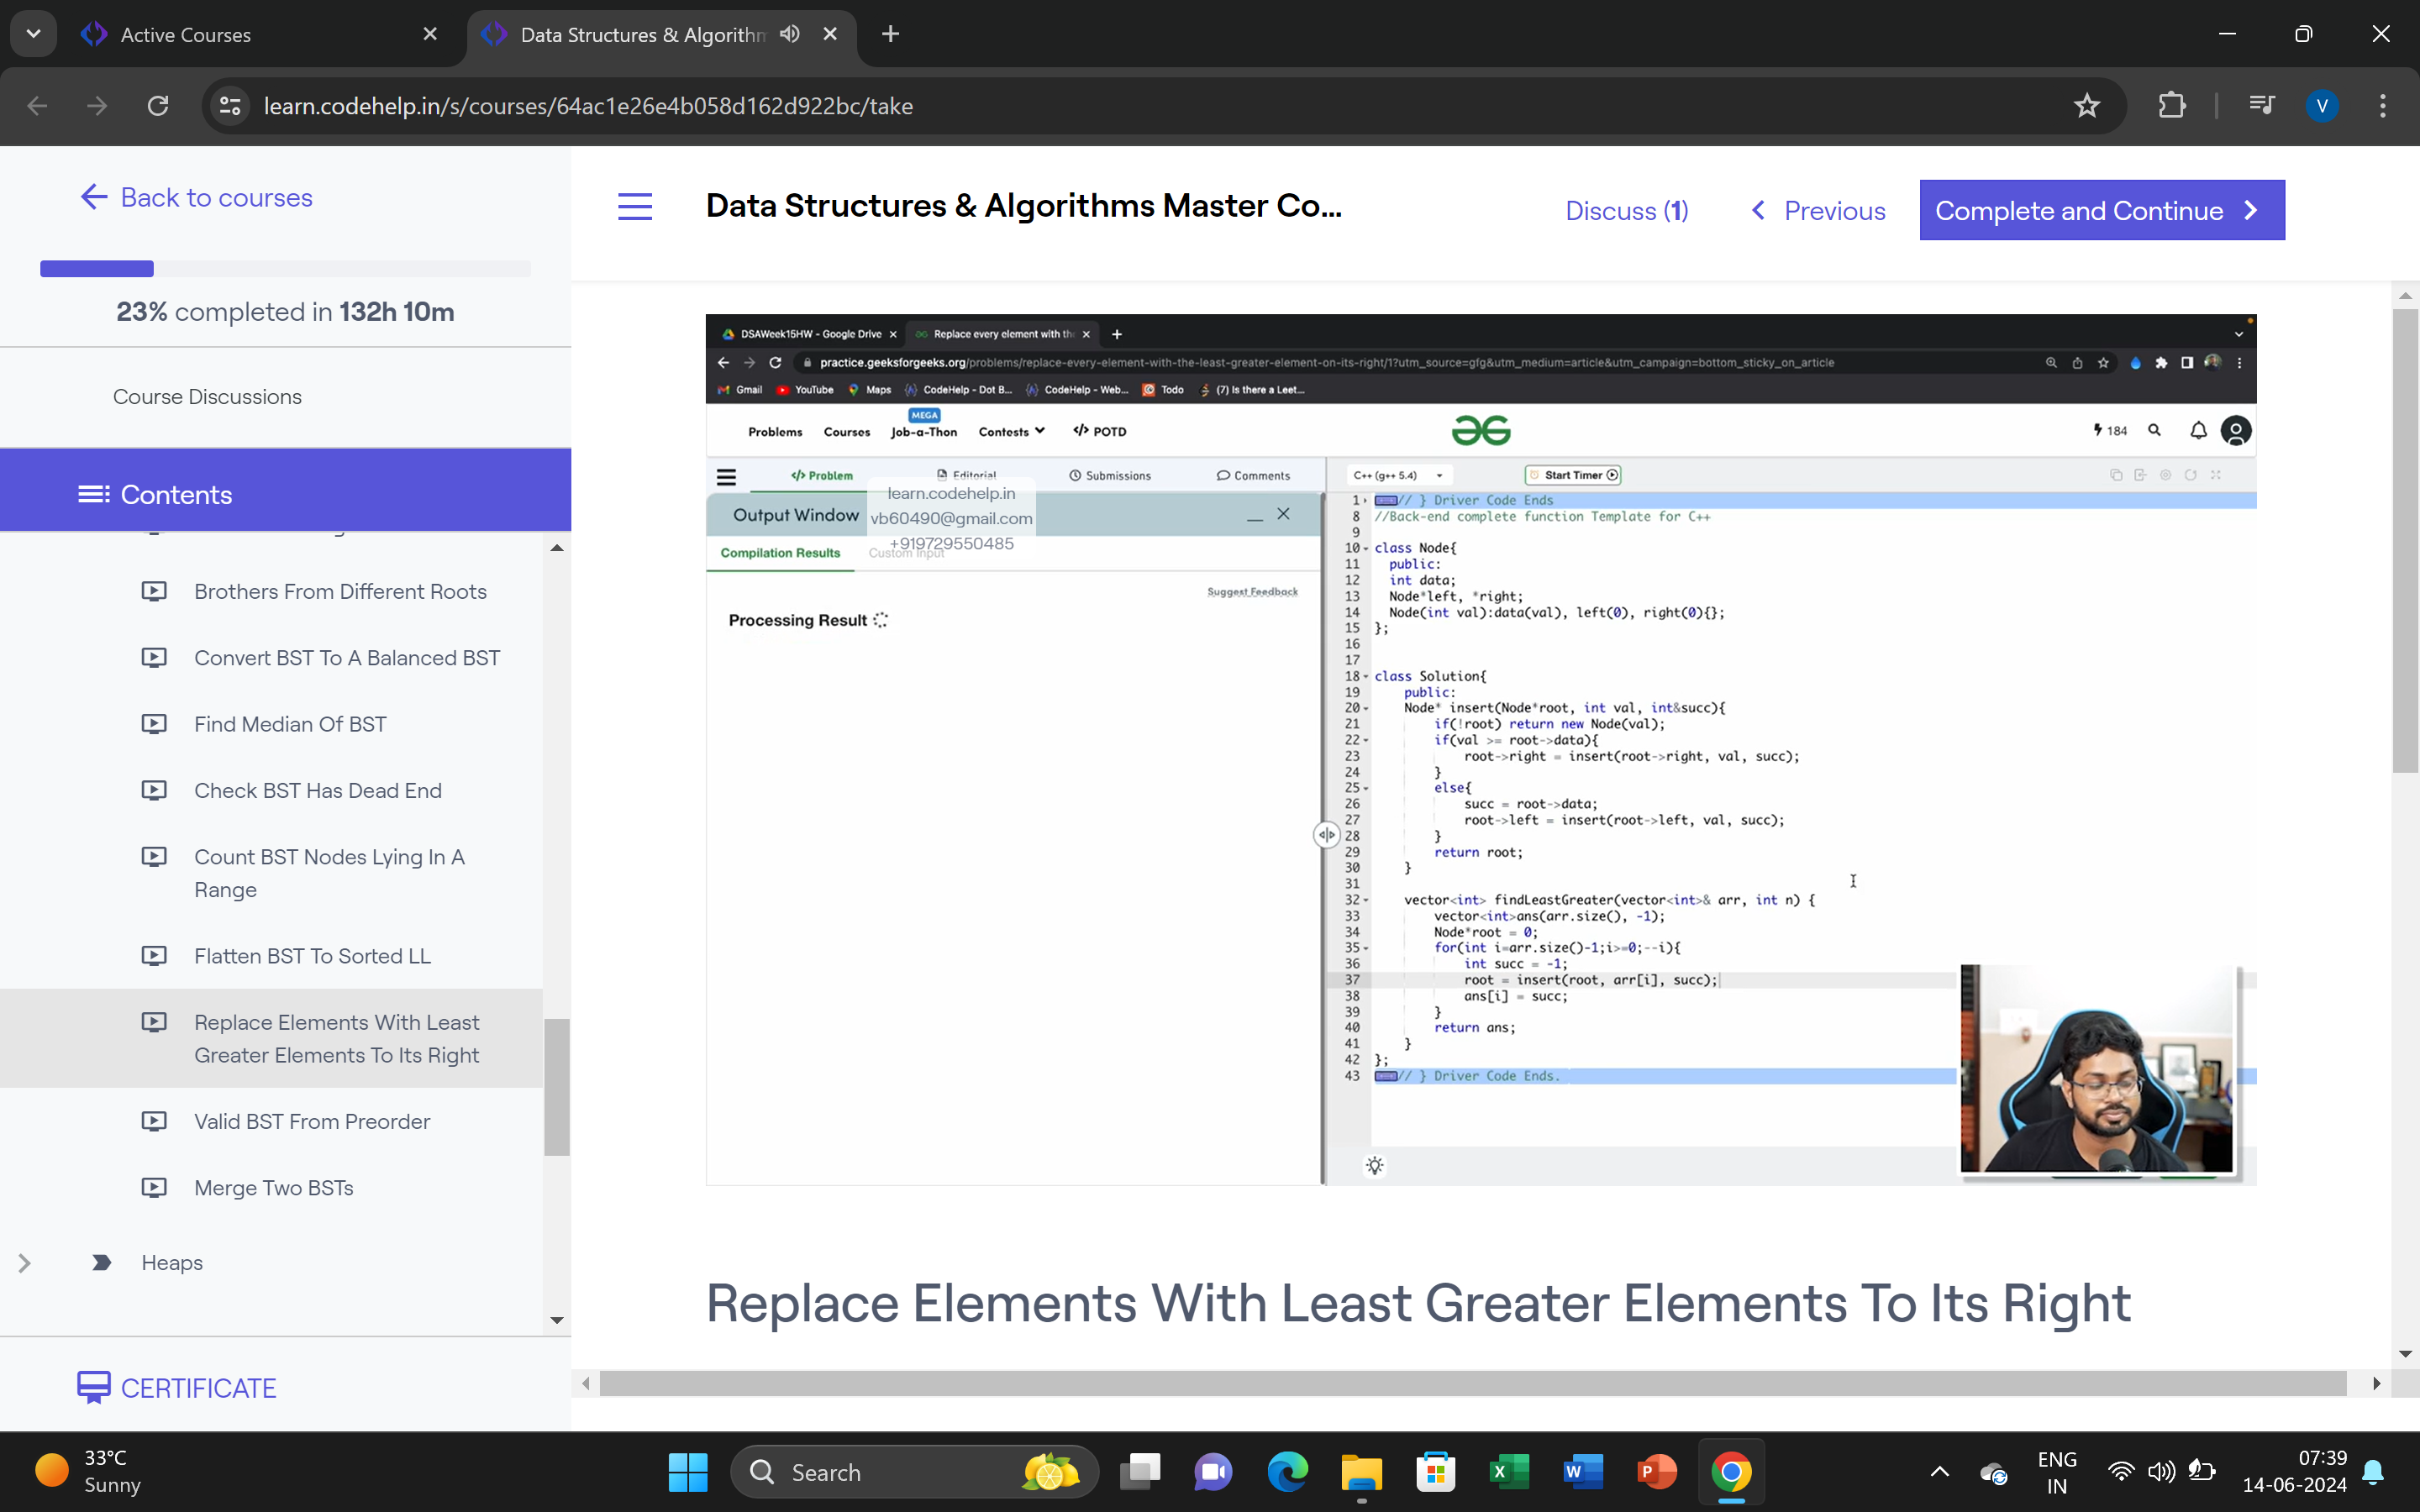 Active Courses
Data Structures & Algorithm
learn.codehelp.in/s/courses/64ac1e26e4b058d162d922bc/take
V
Back to courses
23% completed in 132h 10m
Course Discussions
Contents
Brothers From Different Roots
Convert BST To A Balanced BST
Find Median Of BST
Check BST Has Dead End
Count BST Nodes Lying In A
Range
Flatten BST To Sorted LL
Replace Elements With Least
Greater Elements To Its Right
Valid BST From Preorder
Merge Two BSTs
Heaps
CERTIFICATE
Data Structures & Algorithms Master Co...
Discuss (1)
Previous
Complete and Continue
DSAWeek15HW - Google Drive
Replace every element with th
practice.geeksforgeeks.org/problems/replace-every-element-with-the-least-greater-element-on-its-right/1?utm_source=gfg&utm_medium=article&utm_campaign=bottom_sticky_on_article
Gmail YouTube Maps CodeHelp - Dot B... CodeHelp - Web... Todo (7) Is there a Leet...
MEGA
Problems Courses Job-a-Thon Contests </> POTD
184
</> Problem Editorial Submissions Comments
learn.codehelp.in
vb60490@gmail.com
+919729550485
Output Window
Compilation Results Custom Input
Suggest Feedback
Processing Result
C++ (g++ 5.4) Start Timer
1 // } Driver Code Ends
8 //Back-end complete function Template for C++
9
10 class Node{
11 public:
12 int data;
13 Node*left, *right;
14 Node(int val):data(val), left(0), right(0){};
15 };
16
17
18 class Solution{
19 public:
20 Node* insert(Node*root, int val, int&succ){
21 if(!root) return new Node(val);
22 if(val >= root->data){
23 root->right = insert(root->right, val, succ);
24 }
25 else{
26 succ = root->data;
27 root->left = insert(root->left, val, succ);
28 }
29 return root;
30 }
31
32 vector<int> findLeastGreater(vector<int>& arr, int n) {
33 vector<int>ans(arr.size(), -1);
34 Node*root = 0;
35 for(int i=arr.size()-1;i>=0;--i){
36 int succ = -1;
37 root = insert(root, arr[i], succ);
38 ans[i] = succ;
39 }
40 return ans;
41 }
42 };
43 // } Driver Code Ends.
Replace Elements With Least Greater Elements To Its Right
33°C
Sunny
Search
ENG
IN
07:39
14-06-2024